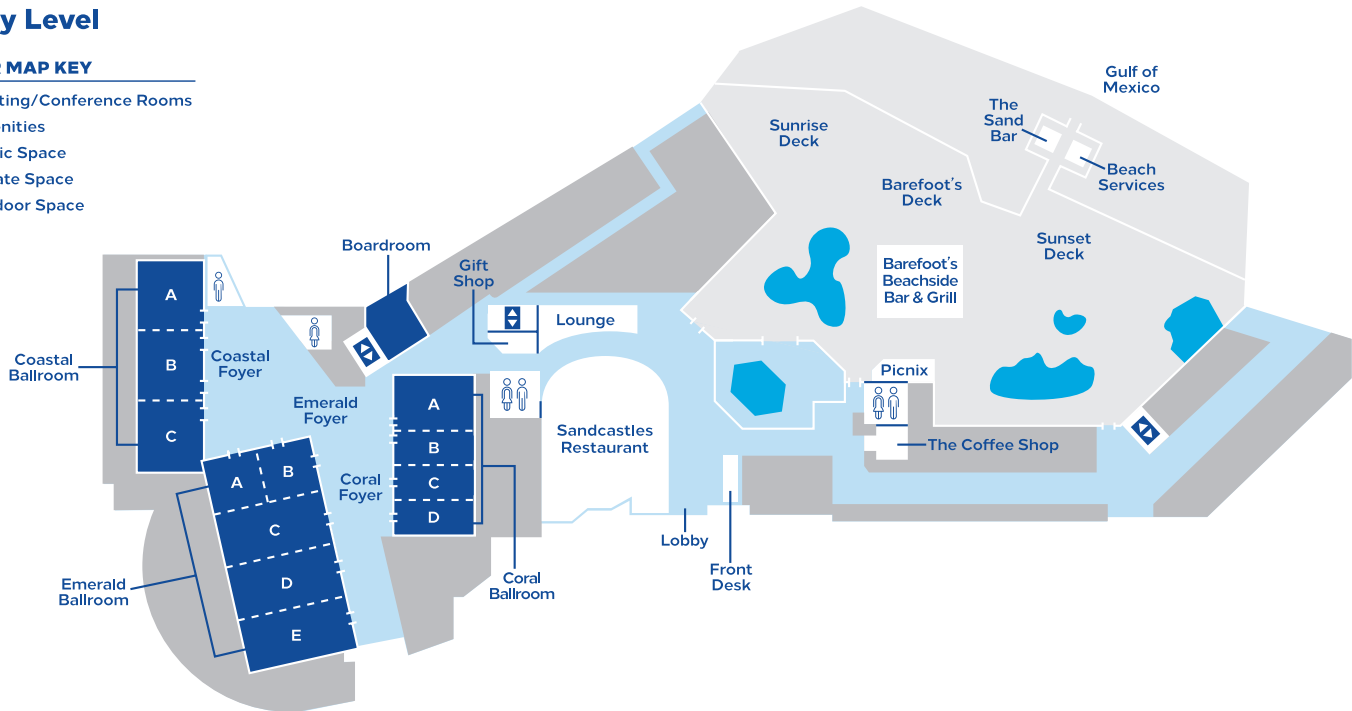 y Level
MAP KEY
ting/Conference Rooms
nities
ic Space
ate Space
door Space
Gulf of
Mexico
The
Sand
Bar
Beach
Services
Sunrise
Deck
Barefoot's
Deck
Sunset
Deck
Barefoot's
Beachside
Bar & Grill
Boardroom
Gift
Shop
Lounge
A
B
C
Coastal
Ballroom
Coastal
Foyer
Emerald
Foyer
Coral
Foyer
A
B
C
D
Sandcastles
Restaurant
Picnix
The Coffee Shop
A
B
C
D
E
Emerald
Ballroom
Coral
Ballroom
Lobby
Front
Desk